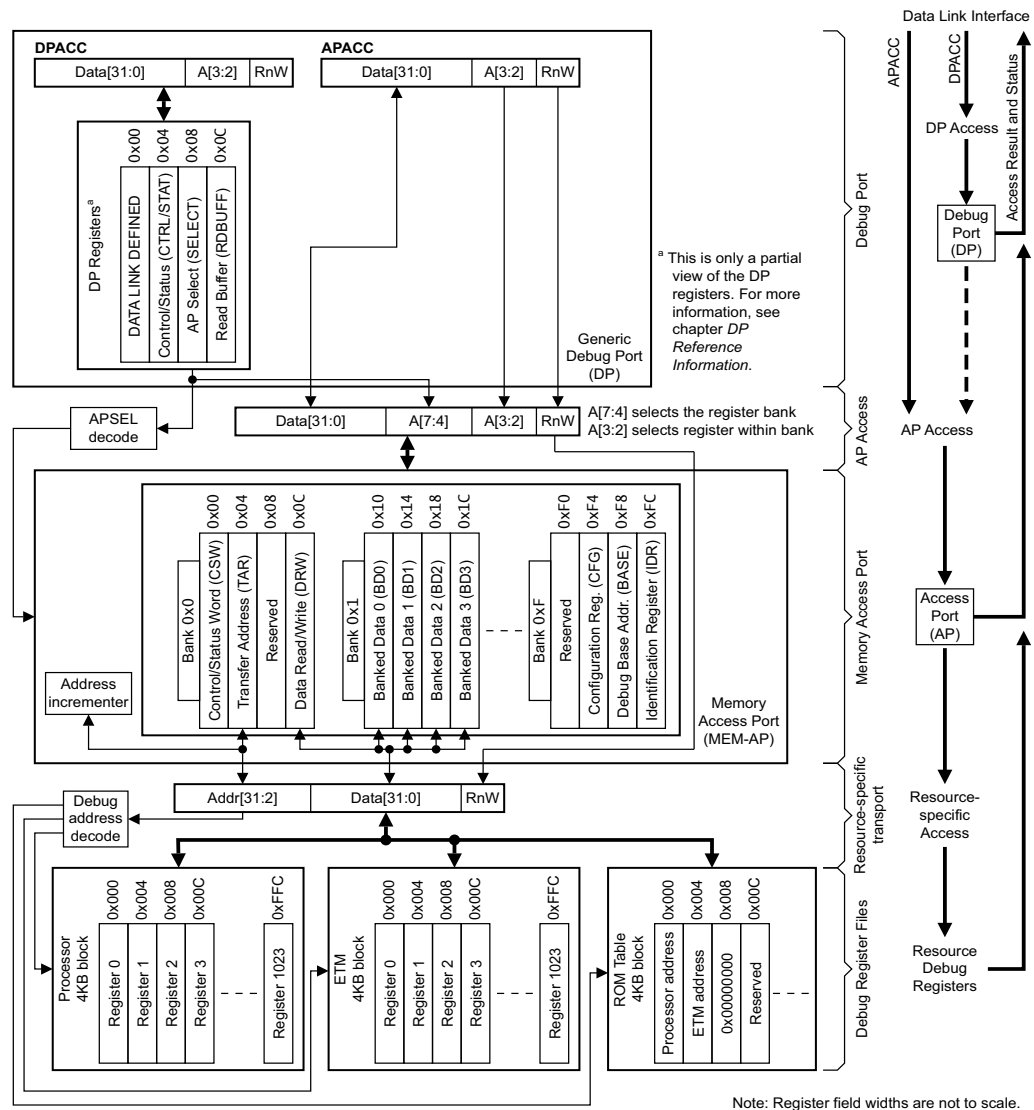 Data Link Interface
DPACC
Data[31:0] A[3:2] RnW
APACC
Data[31:0] A[3:2] RnW
DP Registersa
0x00
0x04
0x08
0x0C
DATA LINK DEFINED
Control/Status (CTRL/STAT)
AP Select (SELECT)
Read Buffer (RDBUFF)
a This is only a partial
view of the DP
registers. For more
information, see
chapter DP
Reference
Information.
Generic
Debug Port
(DP)
Debug Port
APACC
DPACC
Access Result and Status
DP Access
Debug
Port
(DP)
APSEL
decode
Data[31:0] A[7:4] A[3:2] RnW
A[7:4] selects the register bank
A[3:2] selects register within bank
AP Access
AP Access
Bank 0x0
0x00
0x04
0x08
0x0C
Control/Status Word (CSW)
Transfer Address (TAR)
Reserved
Data Read/Write (DRW)
Bank 0x1
0x10
0x14
0x18
0x1C
Banked Data 0 (BD0)
Banked Data 1 (BD1)
Banked Data 2 (BD2)
Banked Data 3 (BD3)
Bank 0xF
0xF0
0xF4
0xF8
0xFC
Reserved
Configuration Reg. (CFG)
Debug Base Addr. (BASE)
Identification Register (IDR)
Address
incrementer
Memory
Access Port
(MEM-AP)
Memory Access Port
Access
Port
(AP)
Debug
address
decode
Addr[31:2] Data[31:0] RnW
Resource-specific
transport
Resource-
specific
Access
Processor
4KB block
0x000
0x004
0x008
0x00C
0xFFC
Register 0
Register 1
Register 2
Register 3
Register 1023
ETM
4KB block
0x000
0x004
0x008
0x00C
0xFFC
Register 0
Register 1
Register 2
Register 3
Register 1023
ROM Table
4KB block
0x000
0x004
0x008
0x00C
Processor address
ETM address
0x00000000
Reserved
Debug Register Files
Resource
Debug
Registers
Note: Register field widths are not to scale.